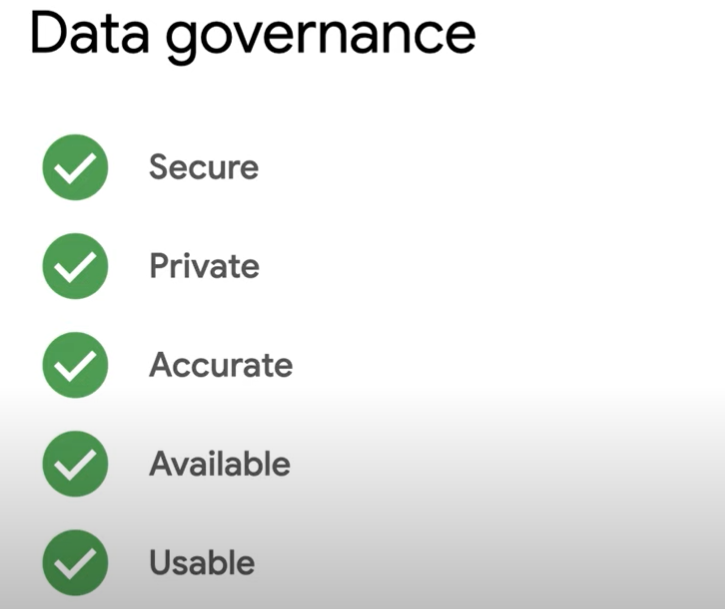 Data governance
Secure
Private
Accurate
Available
Usable